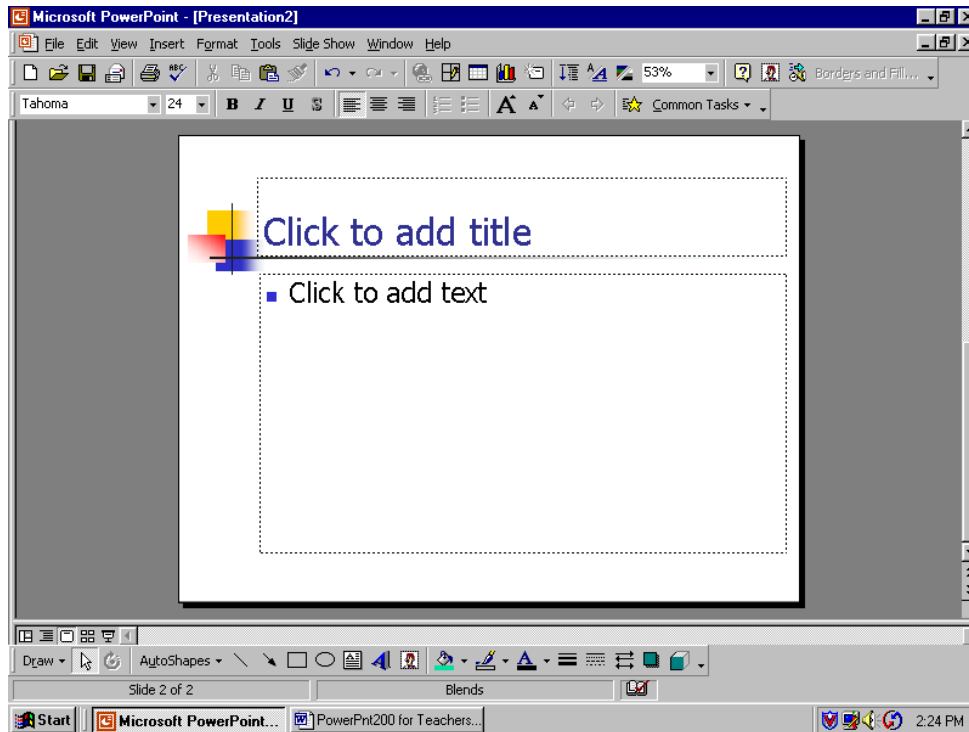 Microsoft PowerPoint - [Presentation2]
File Edit View Insert Format Tools Slide Show Window Help
ABC 53% Borders and Fill...
Tahoma 24 B I U S A A Common Tasks
Click to add title
Click to add text
Draw AutoShapes A
Slide 2 of 2 Blends
Start Microsoft PowerPoint... PowerPnt200 for Teachers... 2:24 PM